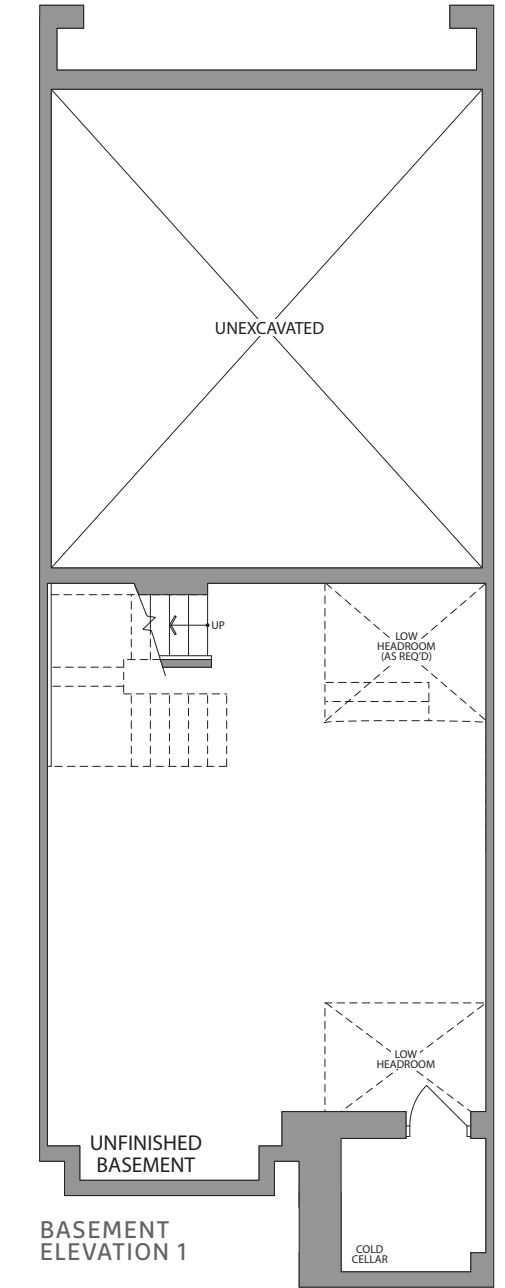 UNEXCAVATED
UP
LOW
HEADROOM
(AS REQ'D)
LOW
HEADROOM
UNFINISHED
BASEMENT
BASEMENT
ELEVATION 1
COLD
CELLAR